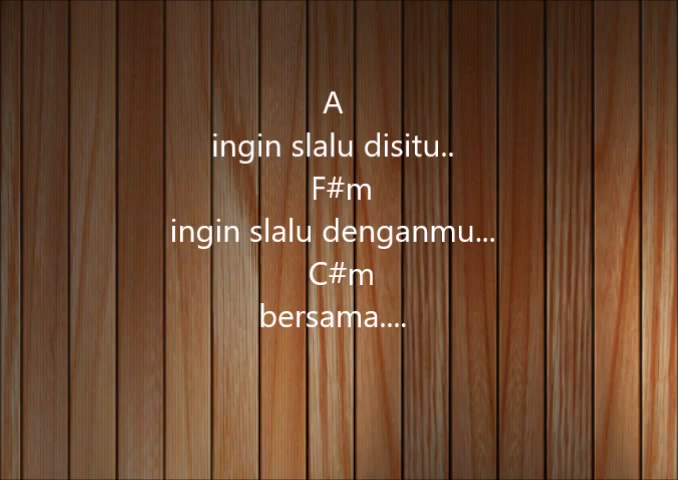 A
ingin slalu disitu..
F#m
ingin slalu denganmu...
C#m
bersama....